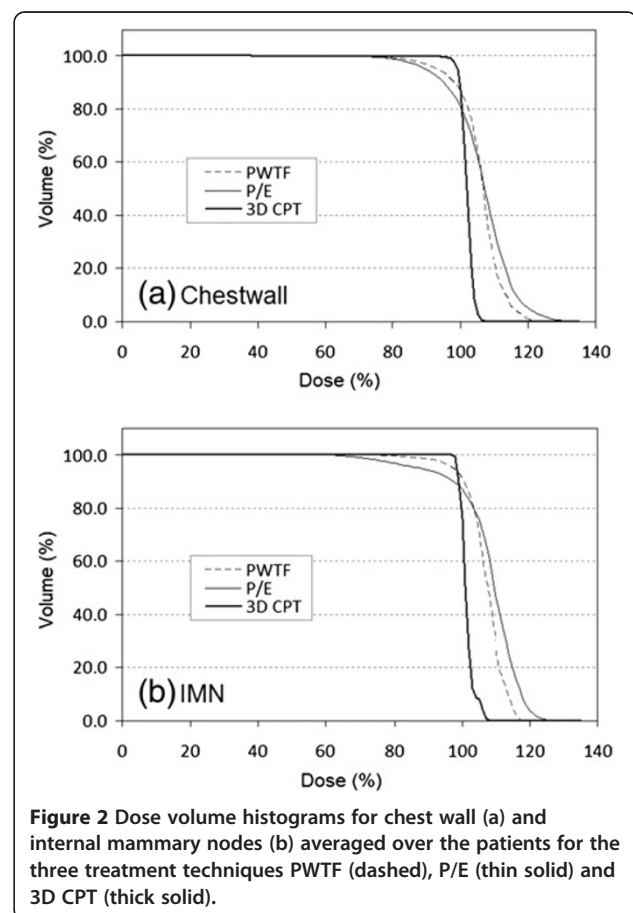 100.0
80.0
60.0
40.0
20.0
0.0
Volume (%)
PWTF
P/E
3D CPT
(a) Chestwall
0 20 40 60 80 100 120 140
Dose (%)
100.0
80.0
60.0
40.0
20.0
0.0
Volume (%)
PWTF
P/E
3D CPT
(b) IMN
0 20 40 60 80 100 120 140
Dose (%)
Figure 2 Dose volume histograms for chest wall (a) and
internal mammary nodes (b) averaged over the patients for the
three treatment techniques PWTF (dashed), P/E (thin solid) and
3D CPT (thick solid).